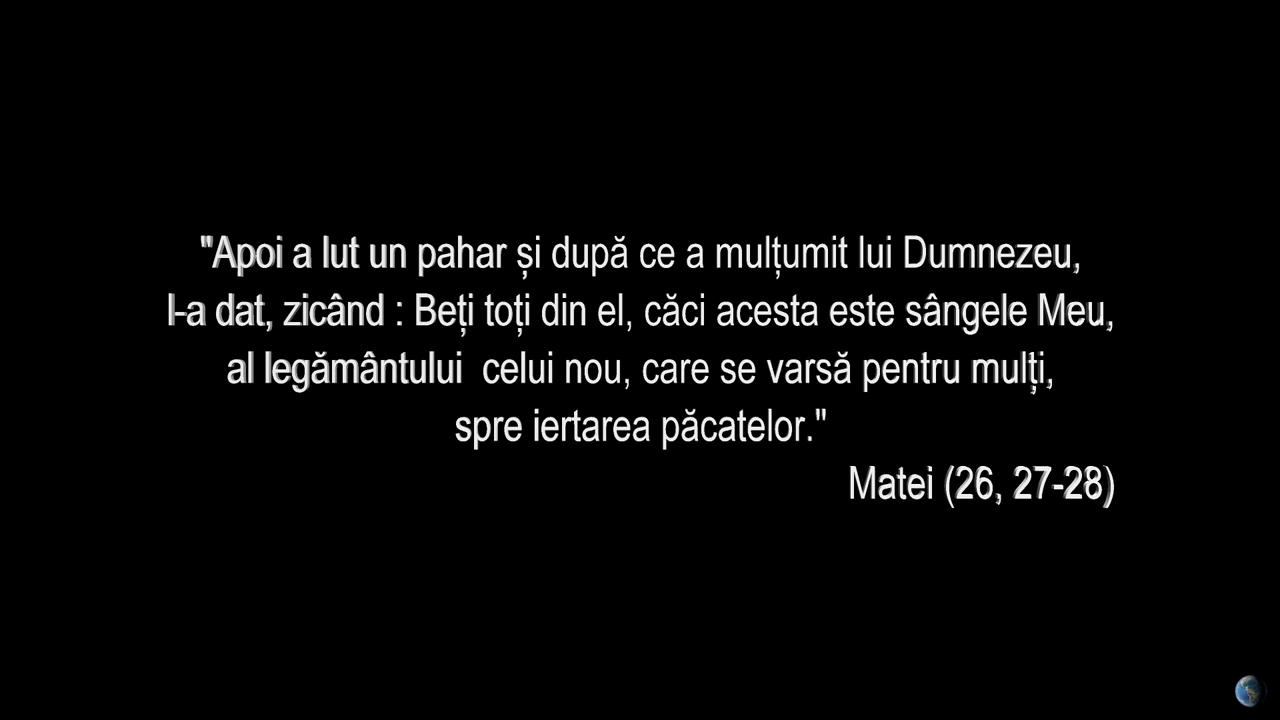 "Apoi a lut un pahar și după ce a mulțumit lui Dumnezeu,
l-a dat, zicând : Beți toți din el, căci acesta este sângele Meu,
al legământului celui nou, care se varsă pentru mulți,
spre iertarea păcatelor."
Matei (26, 27-28)